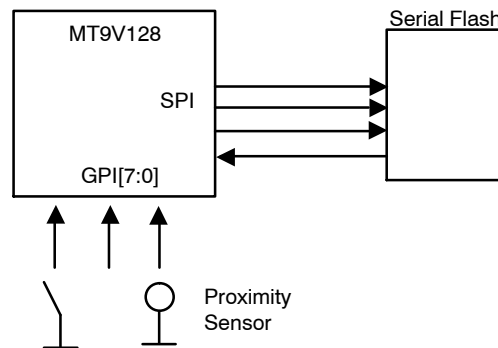 Serial Flash
MT9V128
SPI
GPI[7:0]
Proximity
Sensor